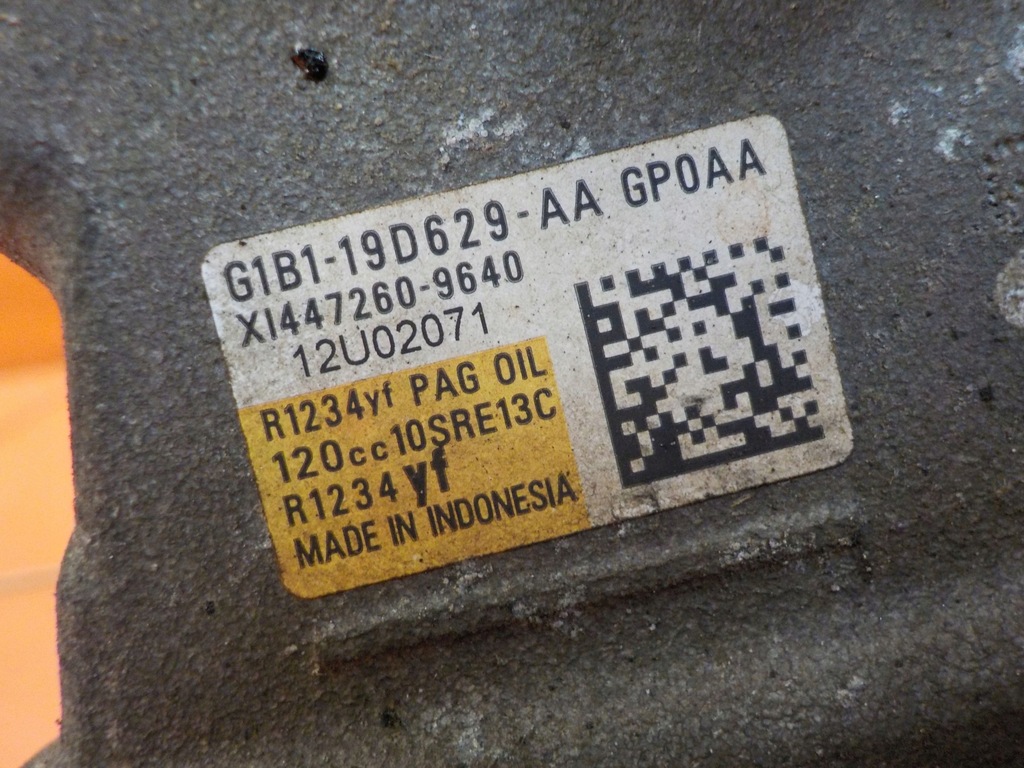 G1B1-19D629-AA GP0AA
XI447260-9640
12U02071
R1234yf PAG OIL
120cc10SRE13C
R1234yf
MADE IN INDONESIA